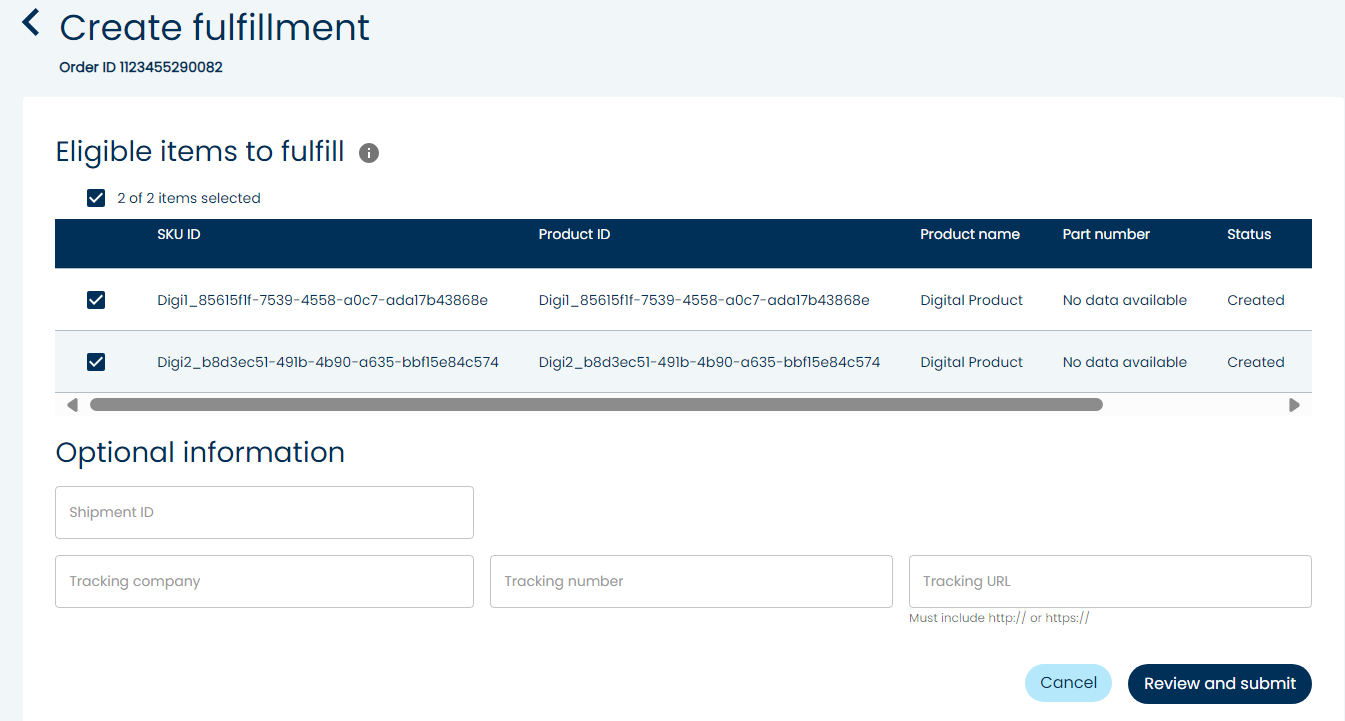 Create fulfillment
Order ID 1123455290082
Eligible items to fulfill
2 of 2 items selected
SKU ID Product ID Product name Part number Status
Digi1_85615f1f-7539-4558-a0c7-ada17b43868e Digi1_85615f1f-7539-4558-a0c7-ada17b43868e Digital Product No data available Created
Digi2_b8d3ec51-491b-4b90-a635-bbf15e84c574 Digi2_b8d3ec51-491b-4b90-a635-bbf15e84c574 Digital Product No data available Created
Optional information
Shipment ID
Tracking company Tracking number Tracking URL
Must include http:// or https://
Cancel Review and submit